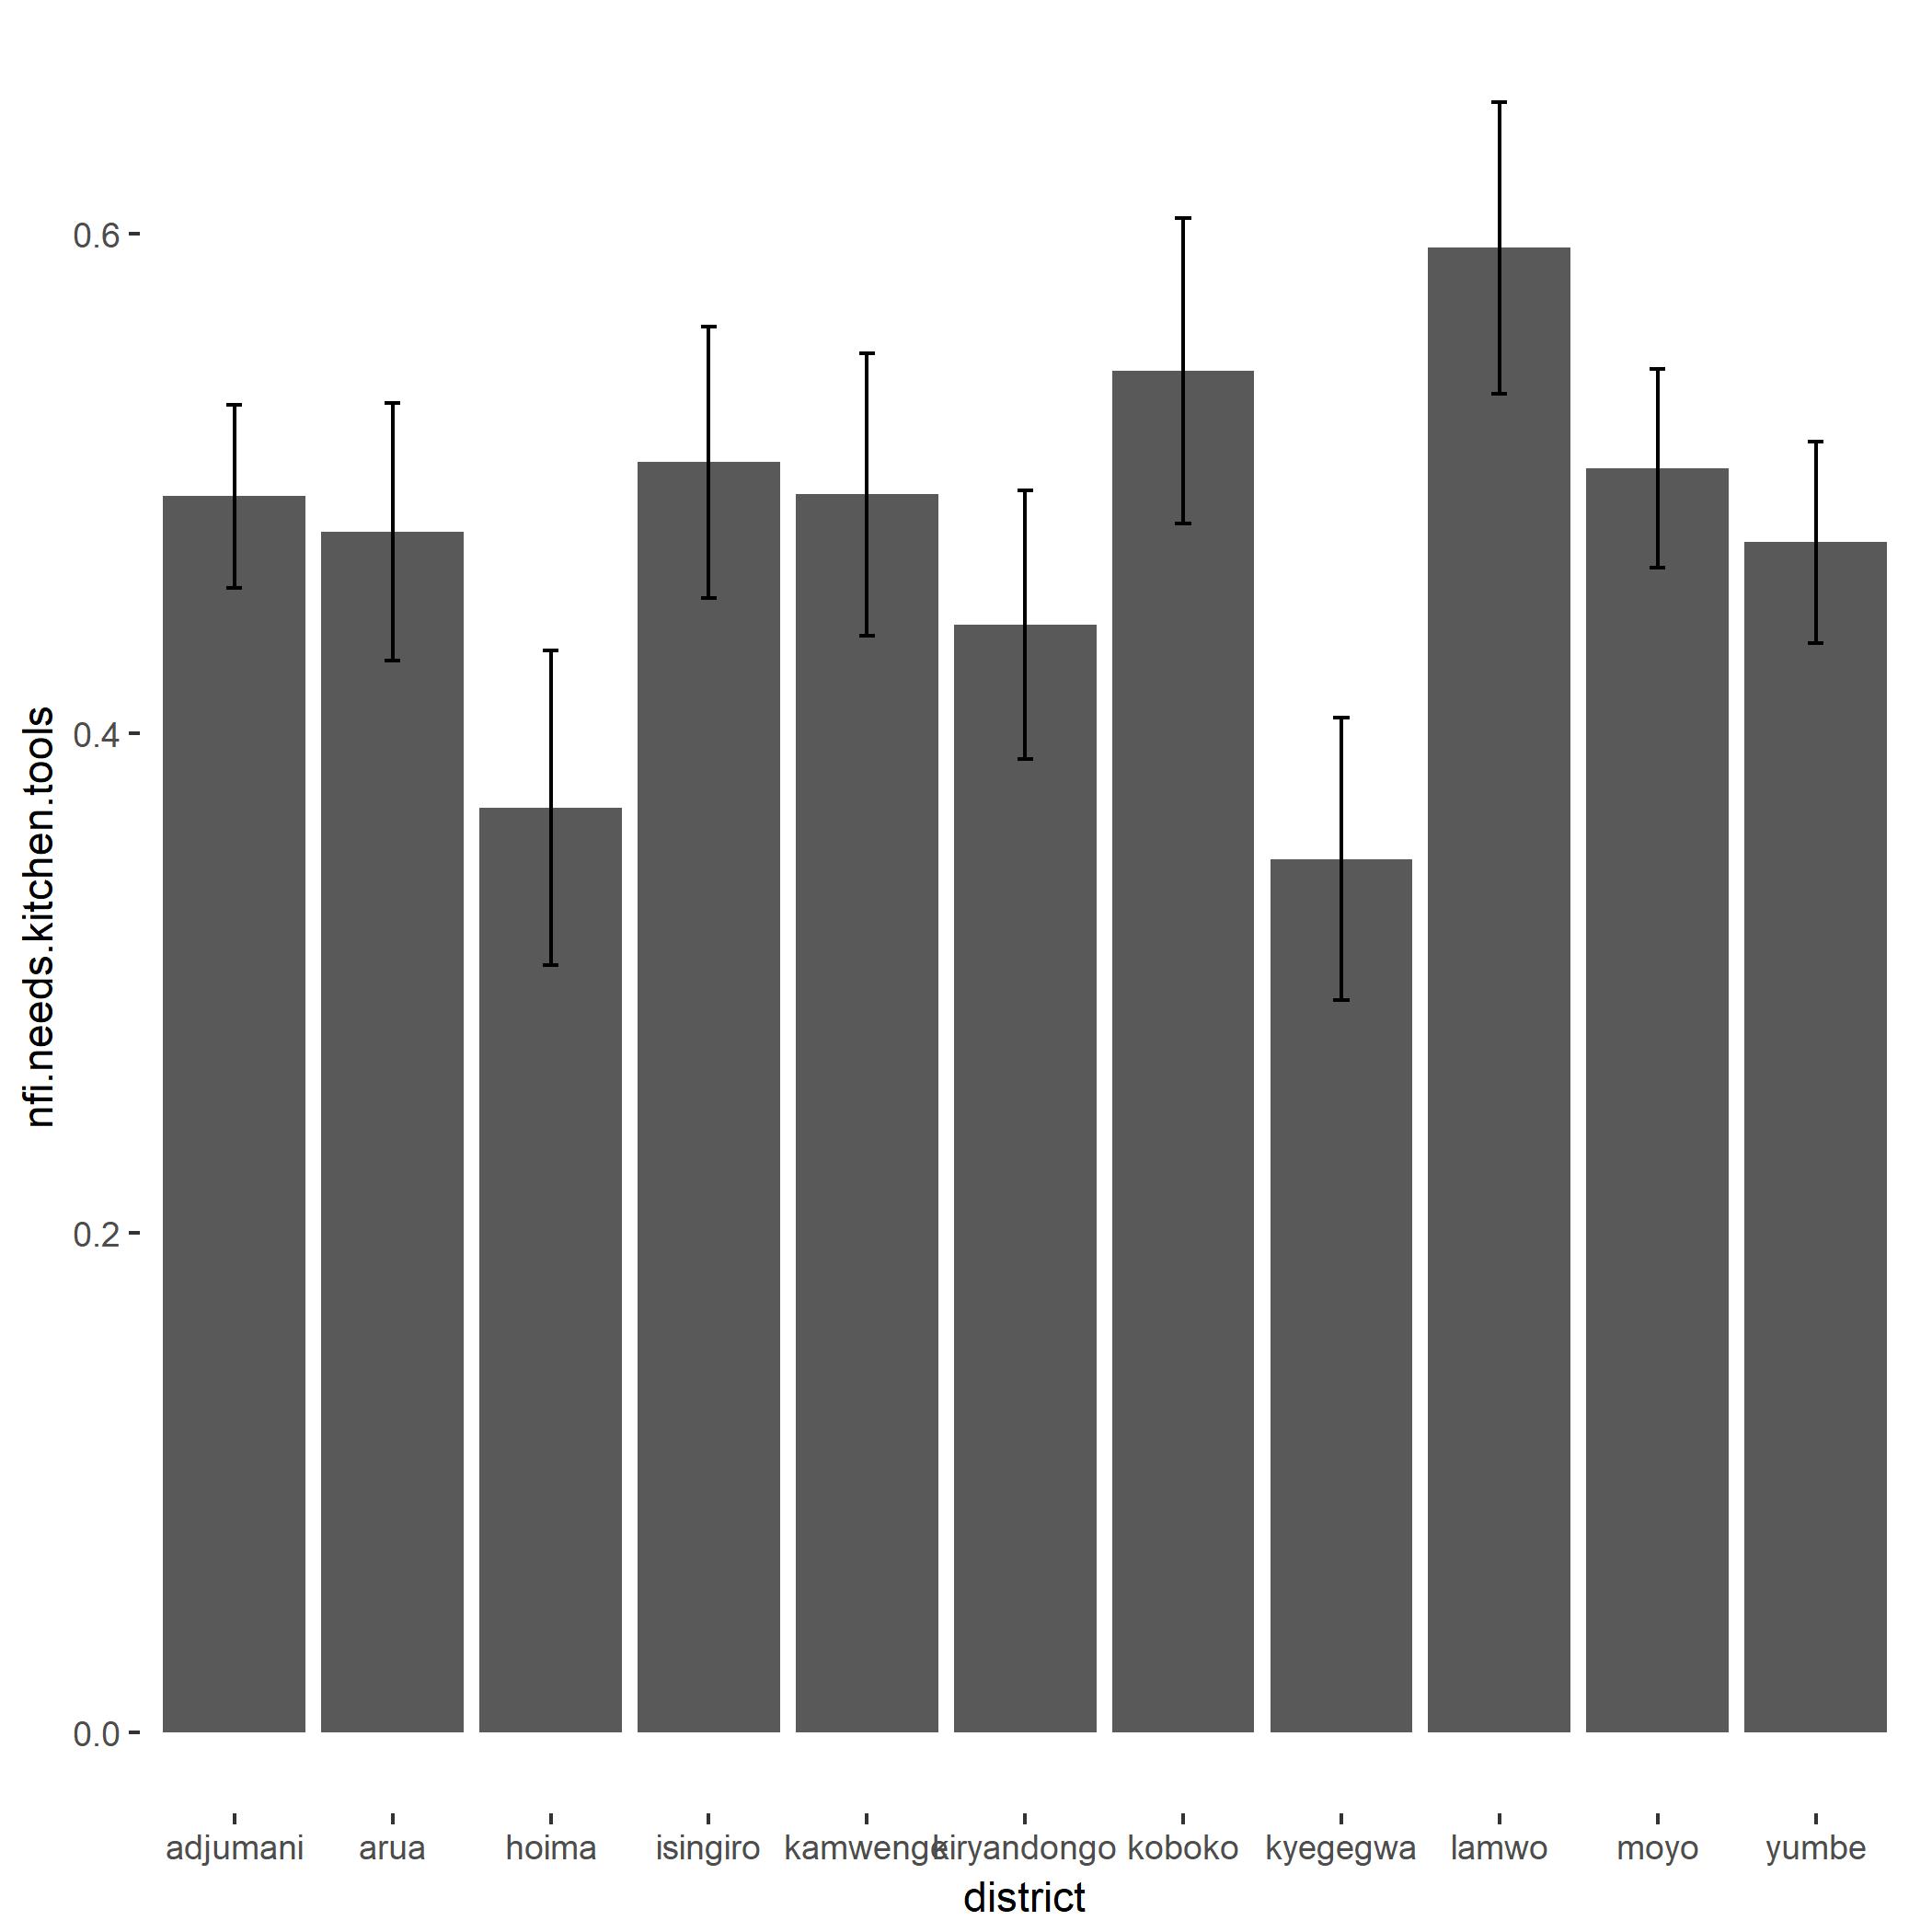 nfi.needs.kitchen.tools
0.6
0.4
0.2
0.0
adjumani arua hoima isingiro kamwenge kiryandongo koboko kyegegwa lamwo moyo yumbe
district